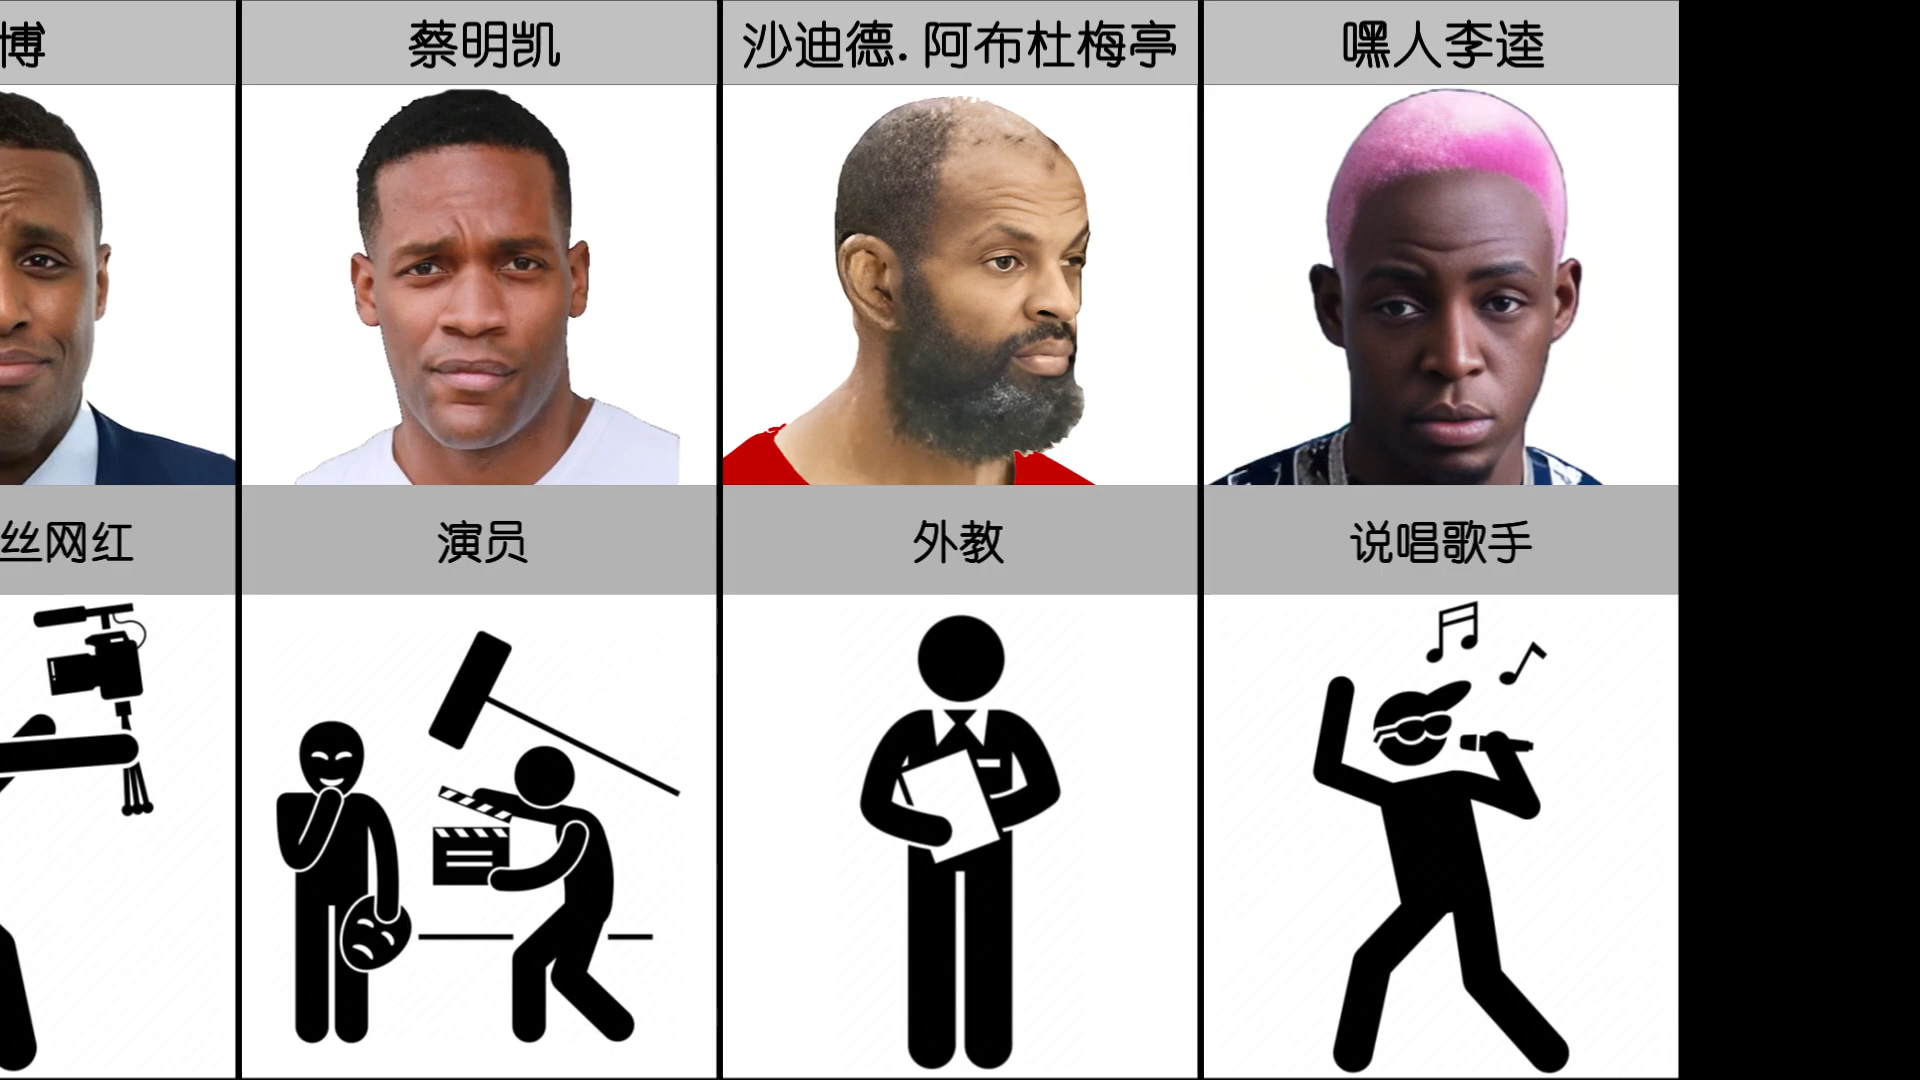 博
蔡明凯
沙迪德.阿布杜梅亭
嘿人李逵
丝网红
演员
外教
说唱歌手